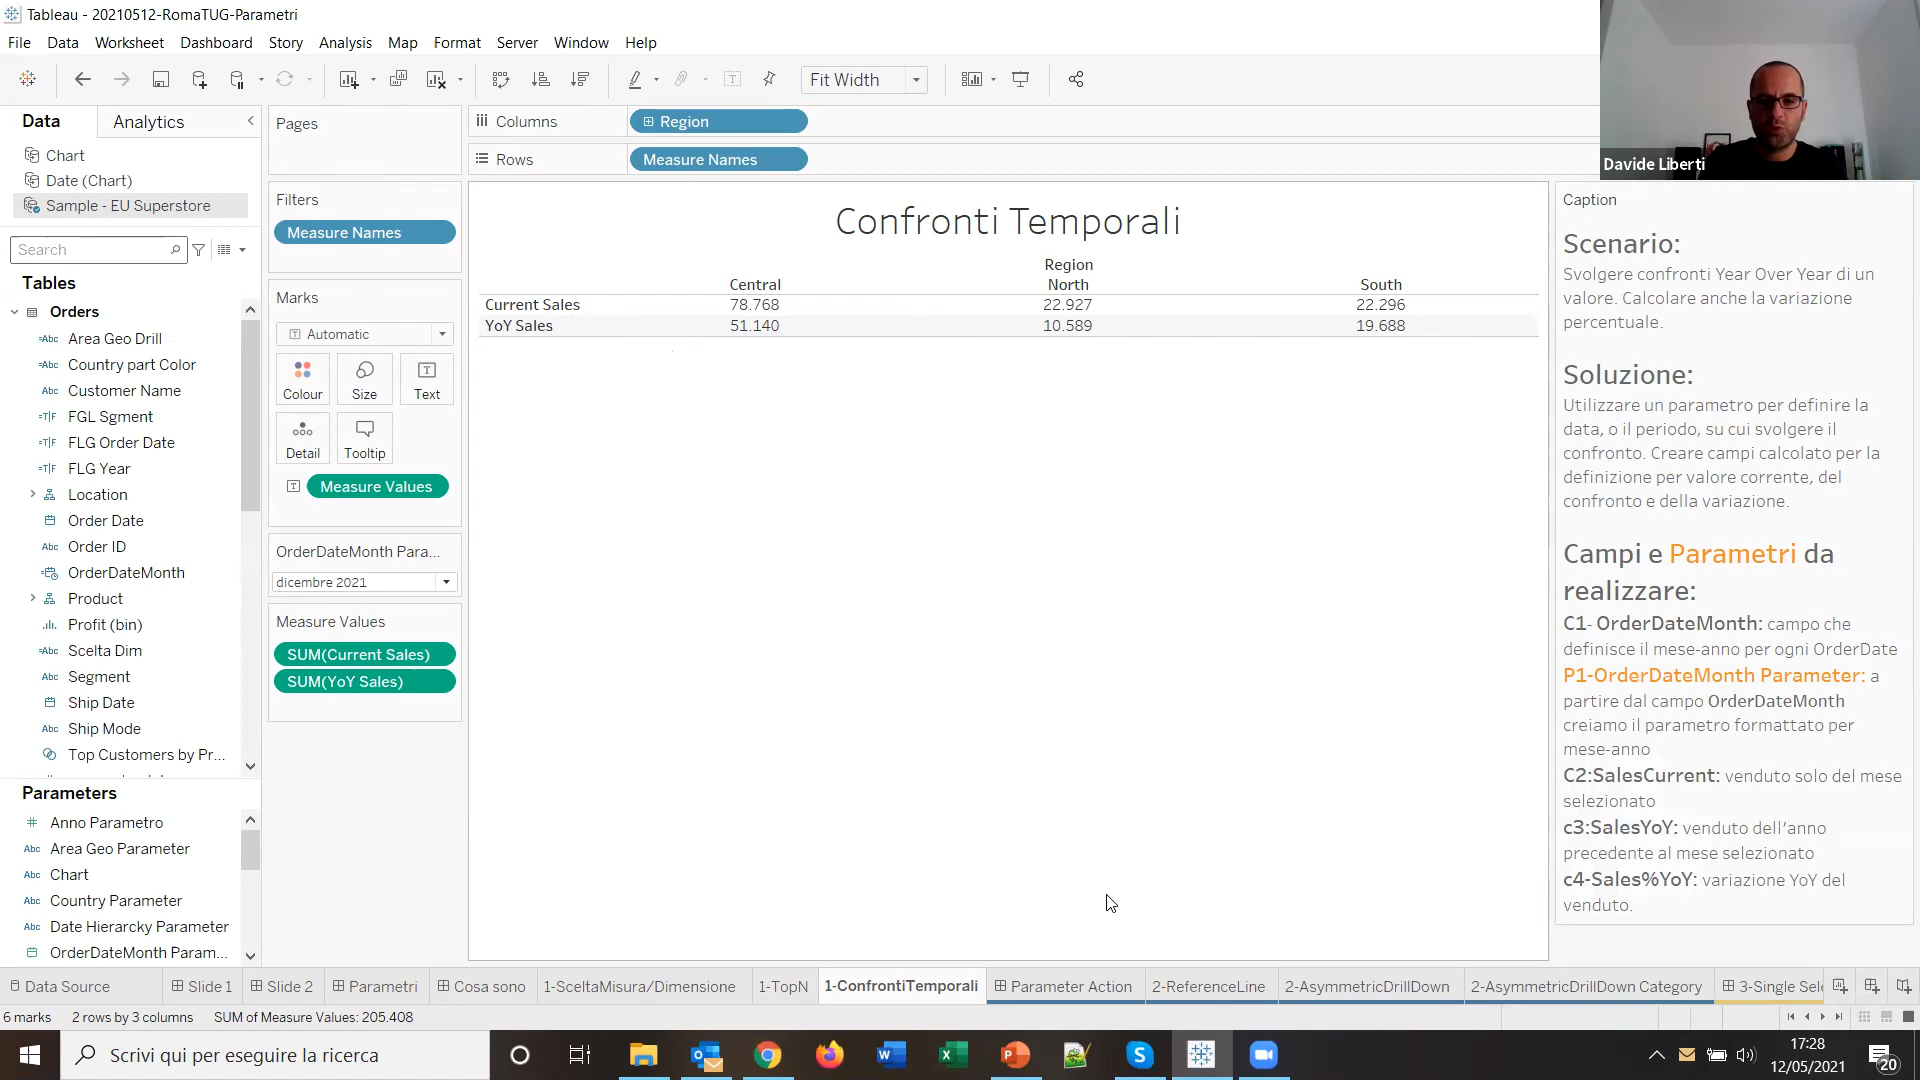 Tableau - 20210512-RomaTUG-Parametri
File Data Worksheet Dashboard Story Analysis Map Format Server Window Help
Fit Width
Davide Liberti
Data Analytics
Chart
Date (Chart)
Sample - EU Superstore
Search
Tables
Orders
Area Geo Drill
Country part Color
Customer Name
FGL Sgment
FLG Order Date
FLG Year
Location
Order Date
Order ID
OrderDateMonth
Product
Profit (bin)
Scelta Dim
Segment
Ship Date
Ship Mode
Top Customers by Pr...
Parameters
Anno Parametro
Area Geo Parameter
Chart
Country Parameter
Date Hierarcky Parameter
OrderDateMonth Param...
Pages
Filters
Measure Names
Marks
Automatic
Colour Size Text
Detail Tooltip
Measure Values
OrderDateMonth Para...
dicembre 2021
Measure Values
SUM(Current Sales)
SUM(YoY Sales)
Columns Region
Rows Measure Names
Confronti Temporali
Region
Central North South
Current Sales 78.768 22.927 22.296
YoY Sales 51.140 10.589 19.688
Caption
Scenario:
Svolgere confronti Year Over Year di un
valore. Calcolare anche la variazione
percentuale.
Soluzione:
Utilizzare un parametro per definire la
data, o il periodo, su cui svolgere il
confronto. Creare campi calcolato per la
definizione per valore corrente, del
confronto e della variazione.
Campi e Parametri da
realizzare:
C1- OrderDateMonth: campo che
definisce il mese-anno per ogni OrderDate
P1-OrderDateMonth Parameter: a
partire dal campo OrderDateMonth
creiamo il parametro formattato per
mese-anno
C2:SalesCurrent: venduto solo del mese
selezionato
c3:SalesYoY: venduto dell'anno
precedente al mese selezionato
c4-Sales%YoY: variazione YoY del
venduto.
Data Source Slide 1 Slide 2 Parametri Cosa sono 1-SceltaMisura/Dimensione 1-TopN 1-ConfrontiTemporali Parameter Action 2-ReferenceLine 2-AsymmetricDrillDown 2-AsymmetricDrillDown Category 3-Single Sele
6 marks 2 rows by 3 columns SUM of Measure Values: 205.408
Scrivi qui per eseguire la ricerca
17:28
12/05/2021
20